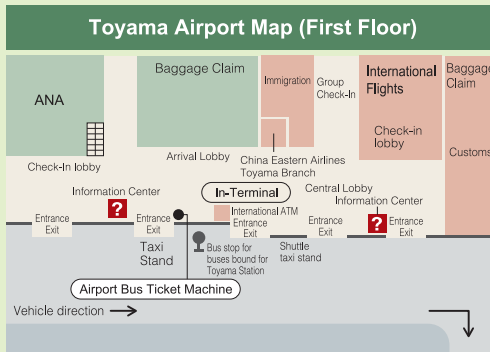 Toyama Airport Map (First Floor)
ANA
Baggage Claim
Immigration
Group
Check-In
International
Flights
Check-in
lobby
Baggage
Claim
Customs
Check-In lobby
Arrival Lobby
China Eastern Airlines
Toyama Branch
Information Center
?
In-Terminal
International ATM
Central Lobby
Information Center
?
Entrance
Exit
Entrance
Exit
Entrance
Exit
Entrance
Exit
Entrance
Exit
Taxi
Stand
Bus stop for
buses bound for
Toyama Station
Shuttle
taxi stand
Airport Bus Ticket Machine
Vehicle direction